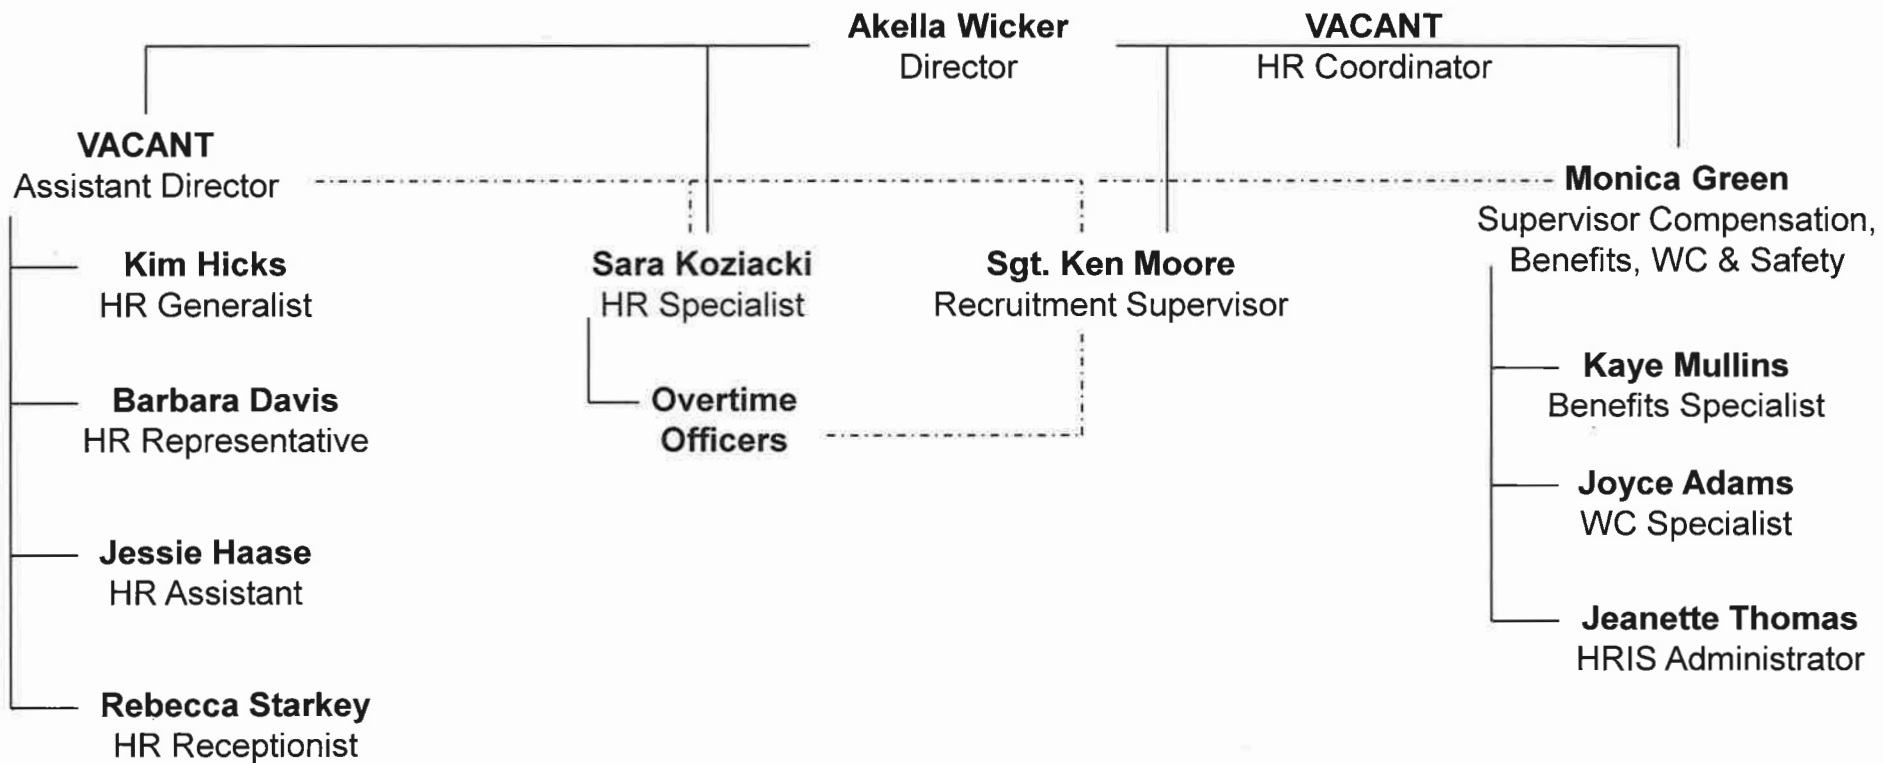 Akella Wicker
Director
VACANT
HR Coordinator
VACANT
Assistant Director
Kim Hicks
HR Generalist
Barbara Davis
HR Representative
Jessie Haase
HR Assistant
Rebecca Starkey
HR Receptionist
Sara Koziacki
HR Specialist
Overtime
Officers
Sgt. Ken Moore
Recruitment Supervisor
Monica Green
Supervisor Compensation,
Benefits, WC & Safety
Kaye Mullins
Benefits Specialist
Joyce Adams
WC Specialist
Jeanette Thomas
HRIS Administrator